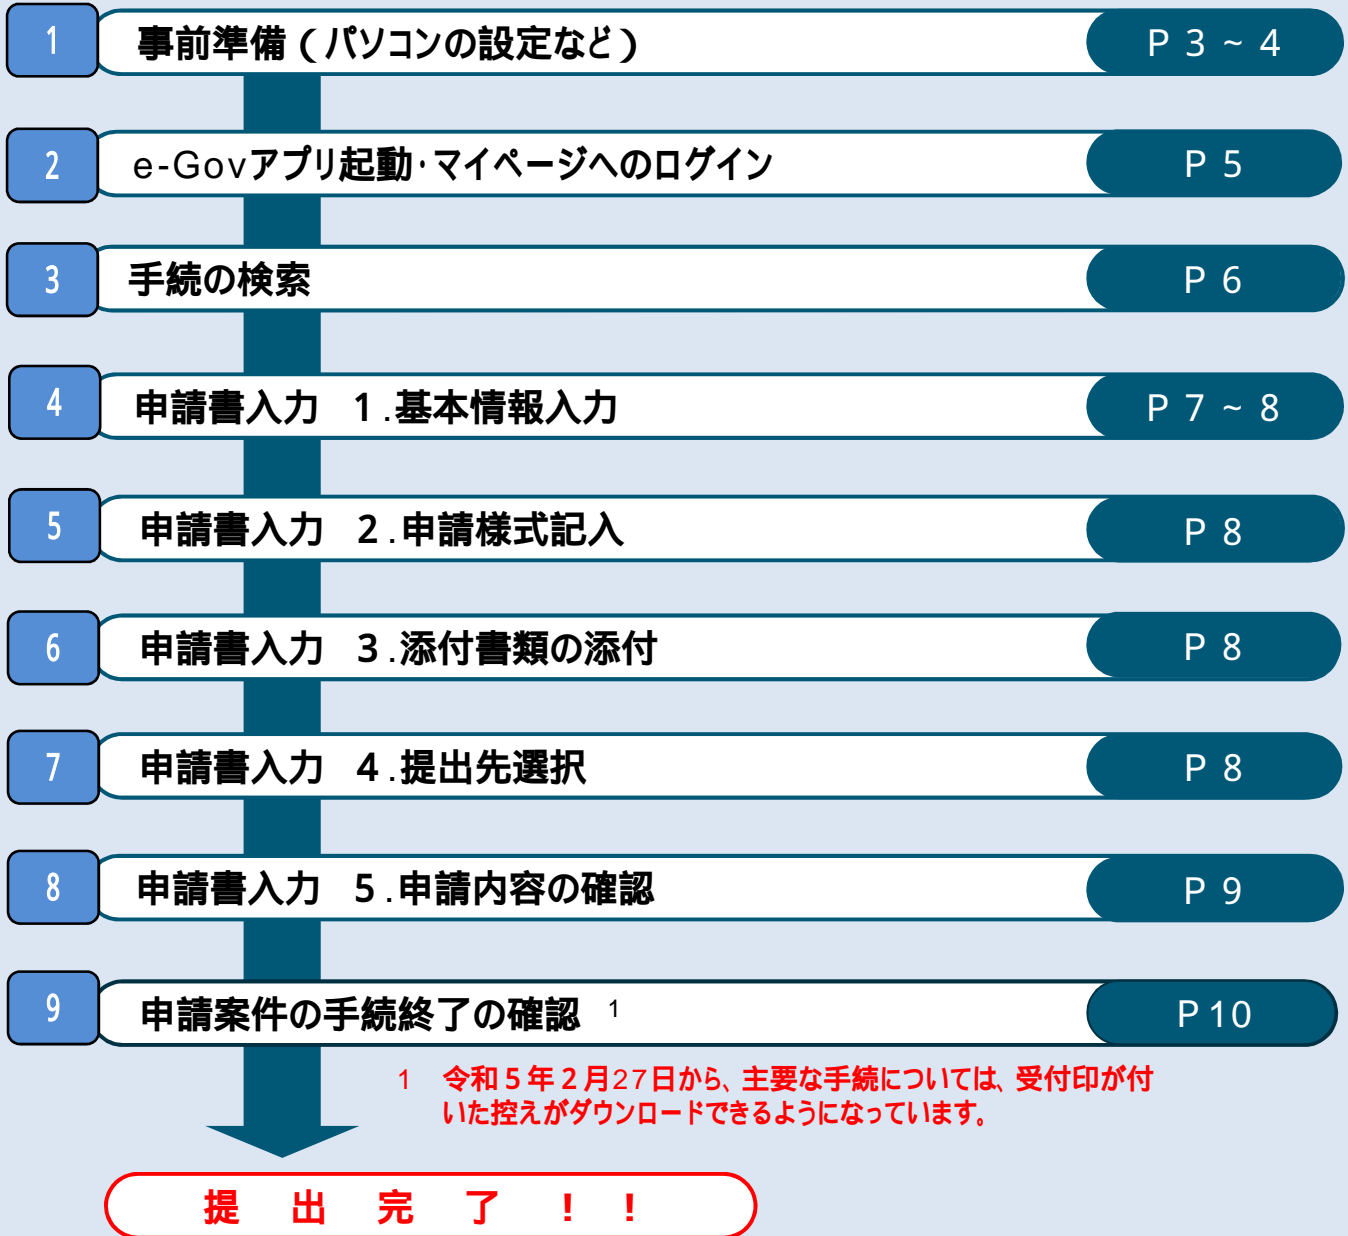 1 事前準備（パソコンの設定など） P３～４
2 e-Govアプリ起動・マイページへのログイン P５
3 手続の検索 P６
4 申請書入力　１.基本情報入力 P７～８
5 申請書入力　２.申請様式記入 P８
6 申請書入力　３.添付書類の添付 P８
7 申請書入力　４.提出先選択 P８
8 申請書入力　５.申請内容の確認 P９
9 申請案件の手続終了の確認 1 P10
1　令和５年２月27日から、主要な手続については、受付印が付
いた控えがダウンロードできるようになっています。
提出完了！！